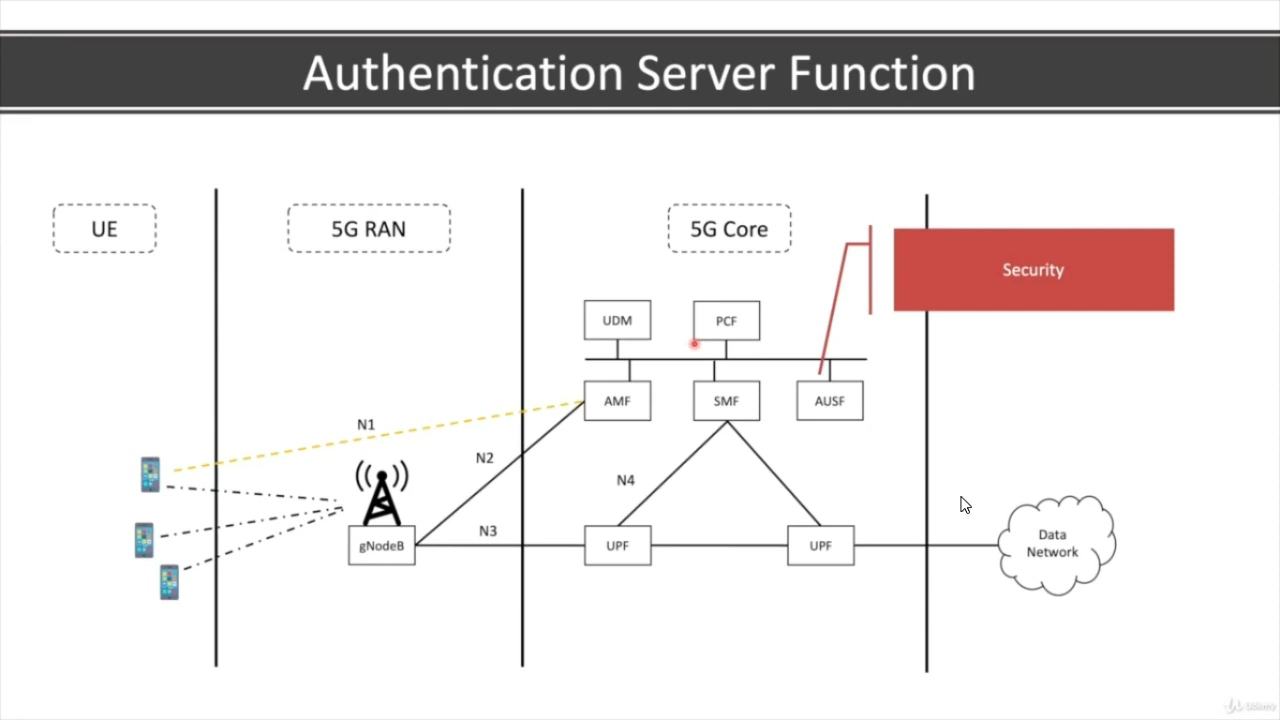 Authentication Server Function
UE
5G RAN
5G Core
Security
UDM
PCF
AMF
SMF
AUSF
N1
N2
N4
N3
gNodeB
UPF
UPF
Data
Network
Udemy